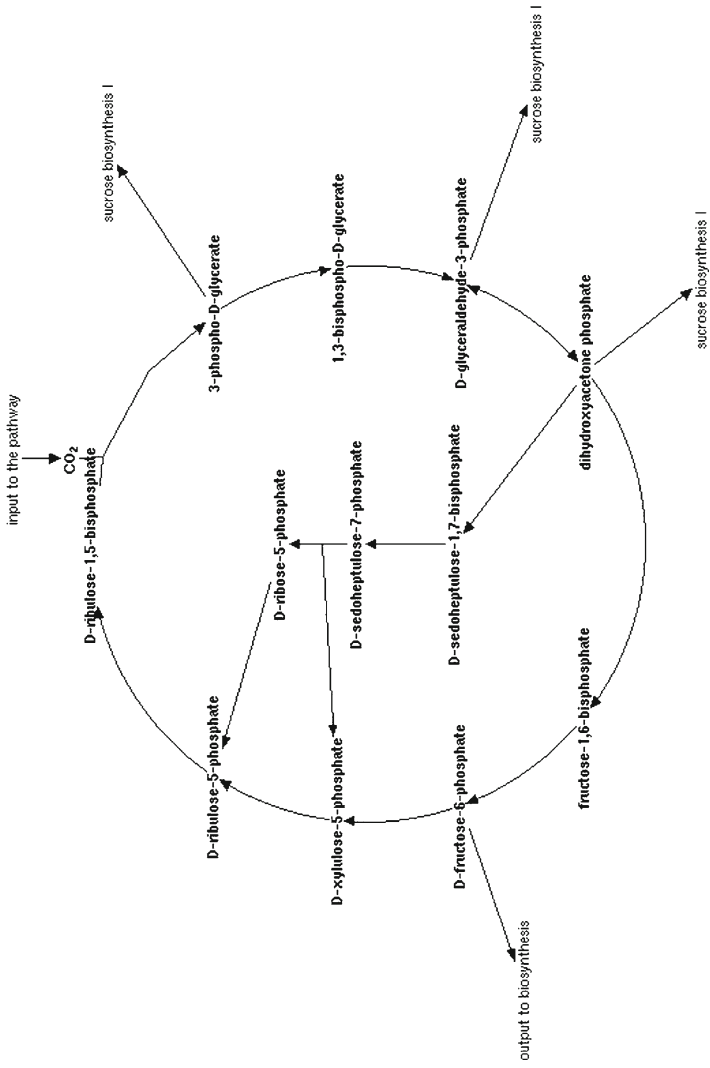 input to the pathway
CO2
D-ribulose-1,5-bisphosphate
sucrose biosynthesis I
3-phospho-D-glycerate
1,3-bisphospho-D-glycerate
D-glyceraldehyde-3-phosphate
sucrose biosynthesis I
dihydroxyacetone phosphate
sucrose biosynthesis I
D-sedoheptulose-1,7-bisphosphate
D-sedoheptulose-7-phosphate
D-ribose-5-phosphate
fructose-1,6-bisphosphate
D-fructose-6-phosphate
output to biosynthesis
D-xylulose-5-phosphate
D-ribulose-5-phosphate